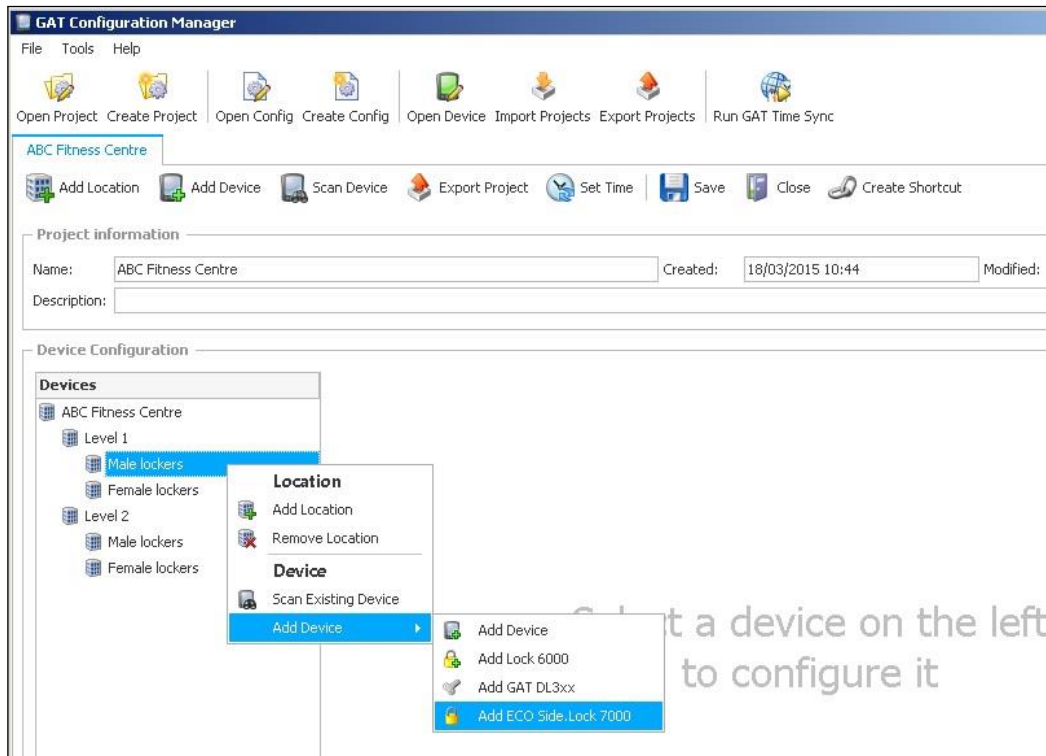 GAT Configuration Manager
File Tools Help
Open Project Create Project Open Config Create Config Open Device Import Projects Export Projects Run GAT Time Sync
ABC Fitness Centre
Add Location Add Device Scan Device Export Project Set Time Save Close Create Shortcut
Project information
Name: ABC Fitness Centre Created: 18/03/2015 10:44 Modified:
Description:
Device Configuration
Devices
ABC Fitness Centre
Level 1
Male lockers
Female lockers
Level 2
Male lockers
Female lockers
Location
Add Location
Remove Location
Device
Scan Existing Device
Add Device
Add Device
Add Lock 6000
Add GAT DL3xx
Add ECO Side.Lock 7000
a device on the left
to configure it